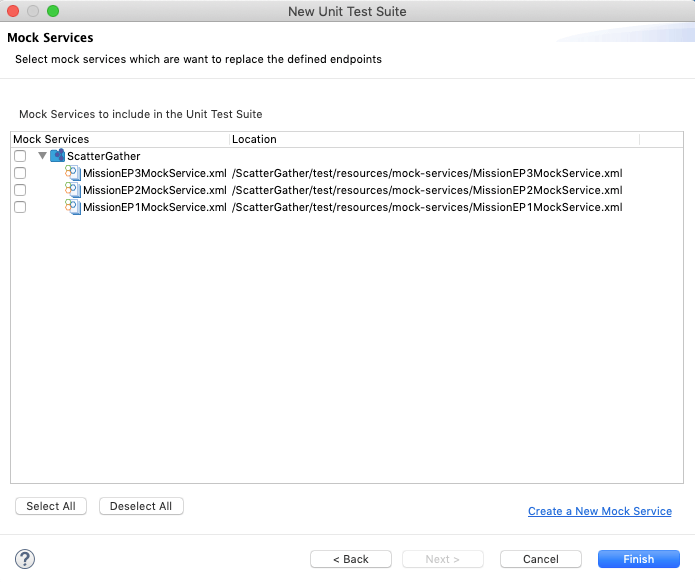 New Unit Test Suite
Mock Services
Select mock services which are want to replace the defined endpoints
Mock Services to include in the Unit Test Suite
Mock Services Location
ScatterGather
MissionEP3MockService.xml /ScatterGather/test/resources/mock-services/MissionEP3MockService.xml
MissionEP2MockService.xml /ScatterGather/test/resources/mock-services/MissionEP2MockService.xml
MissionEP1MockService.xml /ScatterGather/test/resources/mock-services/MissionEP1MockService.xml
Select All Deselect All Create a New Mock Service
? < Back Next > Cancel Finish